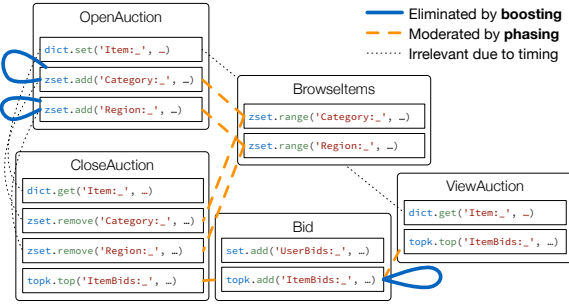 OpenAuction
dict.set('Item:_', …)
zset.add('Category:_', …)
zset.add('Region:_', …)
Eliminated by boosting
Moderated by phasing
Irrelevant due to timing
BrowseItems
zset.range('Category:_', …)
zset.range('Region:_', …)
CloseAuction
dict.get('Item:_', …)
zset.remove('Category:_', …)
zset.remove('Region:_', …)
topk.top('ItemBids:_', …)
Bid
set.add('UserBids:_', …)
topk.add('ItemBids:_', …)
ViewAuction
dict.get('Item:_', …)
topk.top('ItemBids:_', …)